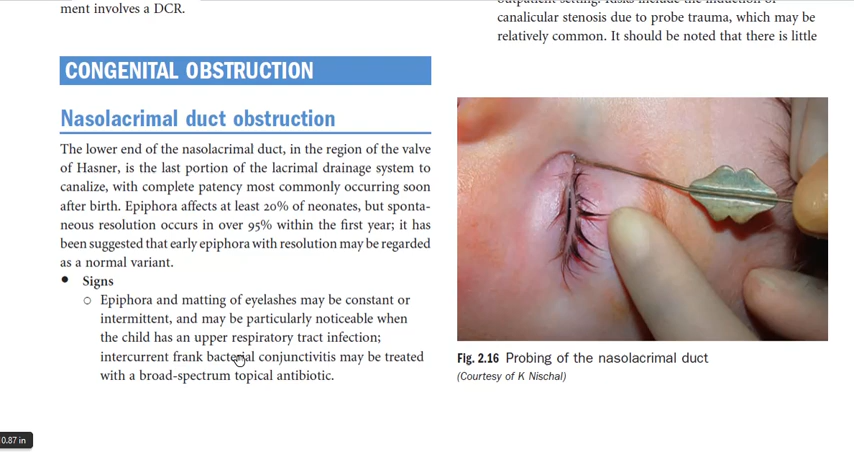 ment involves a DCR.
CONGENITAL OBSTRUCTION
Nasolacrimal duct obstruction
The lower end of the nasolacrimal duct, in the region of the valve
of Hasner, is the last portion of the lacrimal drainage system to
canalize, with complete patency most commonly occurring soon
after birth. Epiphora affects at least 20% of neonates, but sponta-
neous resolution occurs in over 95% within the first year; it has
been suggested that early epiphora with resolution may be regarded
as a normal variant.
• Signs
○ Epiphora and matting of eyelashes may be constant or
intermittent, and may be particularly noticeable when
the child has an upper respiratory tract infection;
intercurrent frank bacterial conjunctivitis may be treated
with a broad-spectrum topical antibiotic.
outpatient setting. Risks include the induction of
canalicular stenosis due to probe trauma, which may be
relatively common. It should be noted that there is little
Fig. 2.16 Probing of the nasolacrimal duct
(Courtesy of K Nischal)
0.87 in